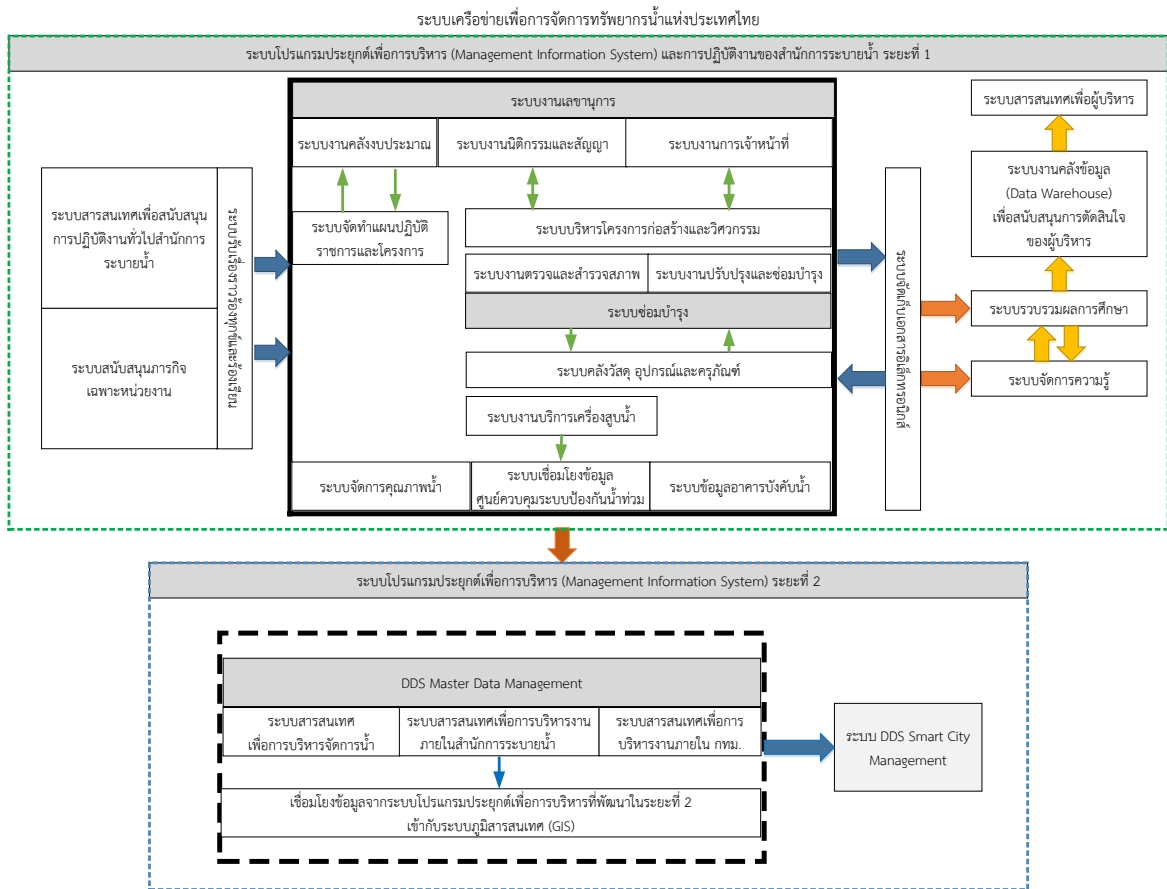 ระบบเครือข่ายเพื่อการจัดการทรัพยากรน้ำแห่งประเทศไทย
ระบบโปรแกรมประยุกต์เพื่อการบริหาร (Management Information System) และการปฏิบัติงานของสำนักการระบายน้ำ ระยะที่ 1
ระบบสารสนเทศเพื่อสนับสนุน
การปฏิบัติงานทั่วไปสำนักการ
ระบายน้ำ
ระบบสนับสนุนภารกิจ
เฉพาะหน่วยงาน
ระบบรับเรื่องราวร้องทุกข์และร้องเรียน
ระบบงานเลขานุการ
ระบบงานคลังงบประมาณ
ระบบงานนิติกรรมและสัญญา
ระบบงานการเจ้าหน้าที่
ระบบจัดทำแผนปฏิบัติ
ราชการและโครงการ
ระบบบริหารโครงการก่อสร้างและวิศวกรรม
ระบบงานตรวจและสำรวจสภาพ
ระบบงานปรับปรุงและซ่อมบำรุง
ระบบซ่อมบำรุง
ระบบคลังวัสดุ อุปกรณ์และครุภัณฑ์
ระบบงานบริการเครื่องสูบน้ำ
ระบบจัดการคุณภาพน้ำ
ระบบเชื่อมโยงข้อมูล
ศูนย์ควบคุมระบบป้องกันน้ำท่วม
ระบบข้อมูลอาคารบังคับน้ำ
ระบบจัดเก็บเอกสารอิเล็กทรอนิกส์
ระบบสารสนเทศเพื่อผู้บริหาร
ระบบงานคลังข้อมูล
(Data Warehouse)
เพื่อสนับสนุนการตัดสินใจ
ของผู้บริหาร
ระบบรวบรวมผลการศึกษา
ระบบจัดการความรู้
ระบบโปรแกรมประยุกต์เพื่อการบริหาร (Management Information System) ระยะที่ 2
DDS Master Data Management
ระบบสารสนเทศ
เพื่อการบริหารจัดการน้ำ
ระบบสารสนเทศเพื่อการบริหารงาน
ภายในสำนักการระบายน้ำ
ระบบสารสนเทศเพื่อการ
บริหารงานภายใน กทม.
เชื่อมโยงข้อมูลจากระบบโปรแกรมประยุกต์เพื่อการบริหารที่พัฒนาในระยะที่ 2
เข้ากับระบบภูมิสารสนเทศ (GIS)
ระบบ DDS Smart City
Management